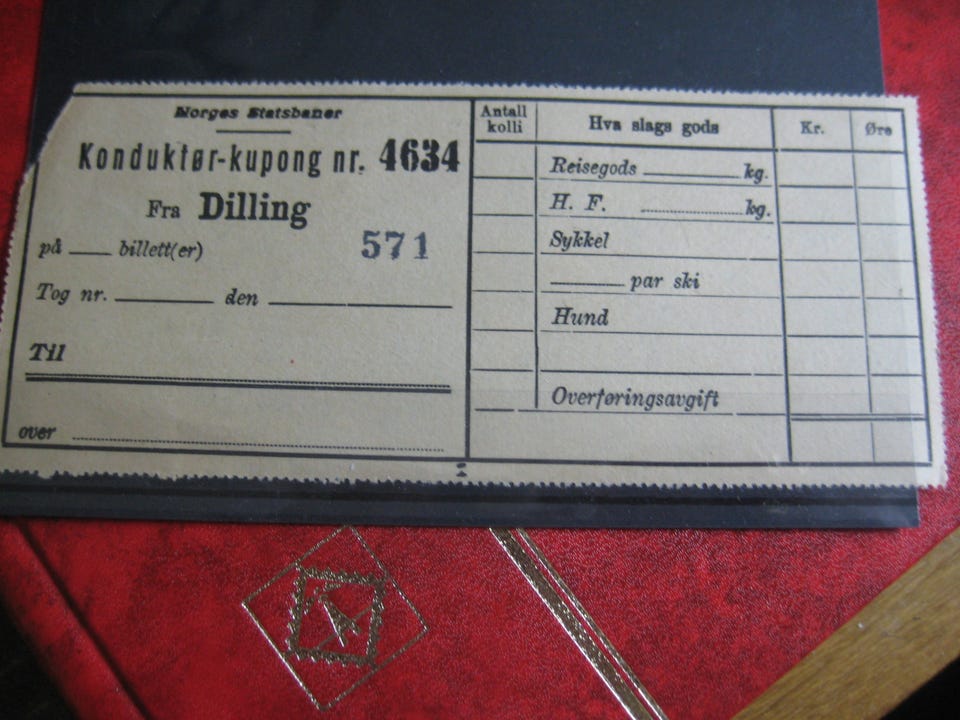 Norges Statsbaner
Konduktør-kupong nr. 4634
Fra Dilling
på billett(er) 571
Tog nr. den
Til
over
Antall kolli Hva slags gods Kr. Øre
Reisegods kg.
H. F. kg.
Sykkel
par ski
Hund
Overføringsavgift